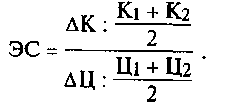 ΔК : К₁ + К₂
2
ЭС =
ΔЦ : Ц₁ + Ц₂
2
.